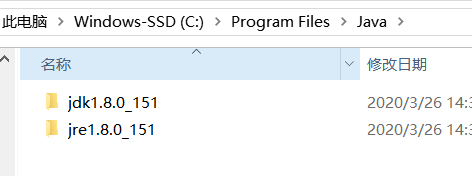 此电脑 > Windows-SSD (C:) > Program Files > Java >
名称 修改日期
jdk1.8.0_151 2020/3/26 14:3
jre1.8.0_151 2020/3/26 14:3